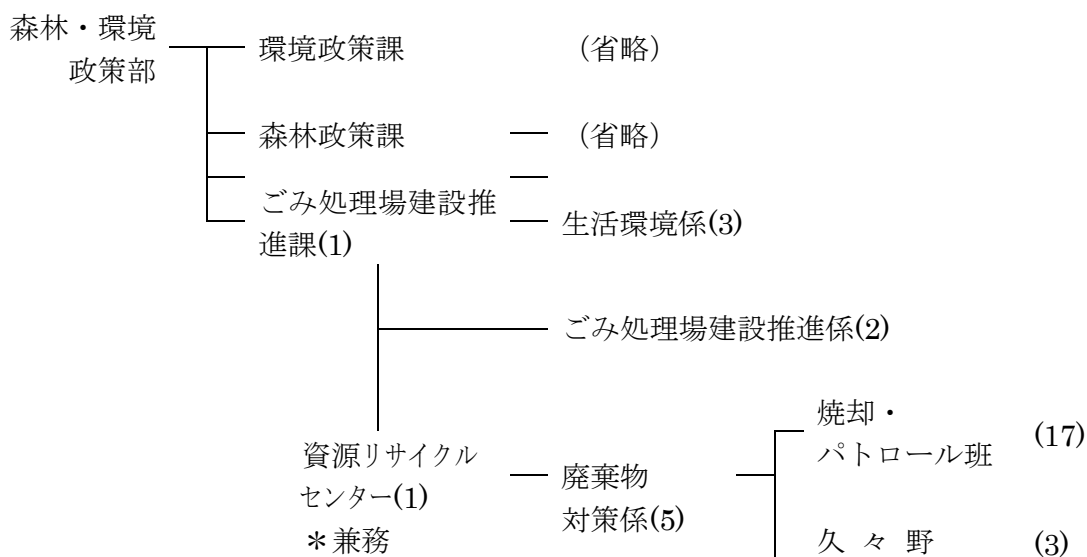 森林・環境
政策部
環境政策課 (省略)
森林政策課 (省略)
ごみ処理場建設推
進課(1)
生活環境係(3)
ごみ処理場建設推進係(2)
資源リサイクル
センター(1)
＊兼務
廃棄物
対策係(5)
焼却・
パトロール班 (17)
久々野 (3)